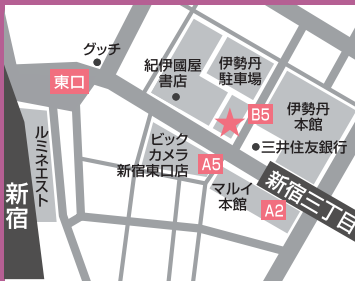 グッチ
東口
紀伊國屋
書店
伊勢丹
駐車場
B5
伊勢丹
本館
三井住友銀行
ルミネエスト
ビック
カメラ
新宿東口店
A5
マルイ
本館
A2
新宿三丁目
新宿